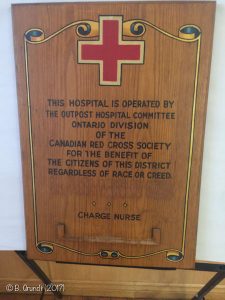 THIS HOSPITAL IS OPERATED BY
THE OUTPOST HOSPITAL COMMITTEE
ONTARIO DIVISION
OF THE
CANADIAN RED CROSS SOCIETY
FOR THE BENEFIT OF
THE CITIZENS OF THIS DISTRICT
REGARDLESS OF RACE OR CREED.
CHARGE NURSE
© B. Grundy (2017)